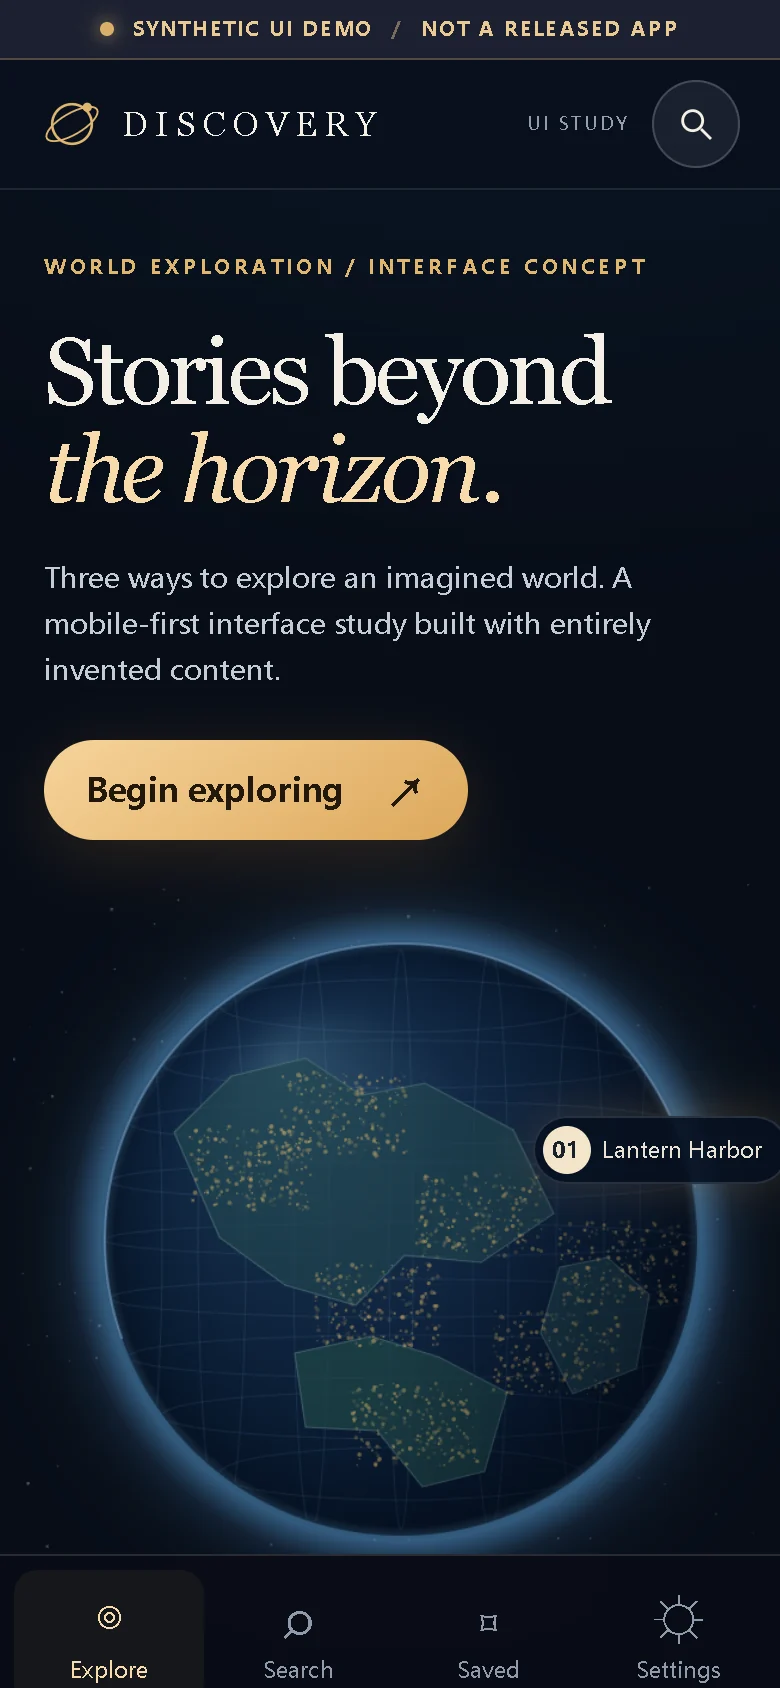 SYNTHETIC UI DEMO / NOT A RELEASED APP
DISCOVERY
UI STUDY
WORLD EXPLORATION / INTERFACE CONCEPT
Stories beyond
the horizon.
Three ways to explore an imagined world. A
mobile-first interface study built with entirely
invented content.
Begin exploring ↗
01 Lantern Harbor
Explore
Search
Saved
Settings